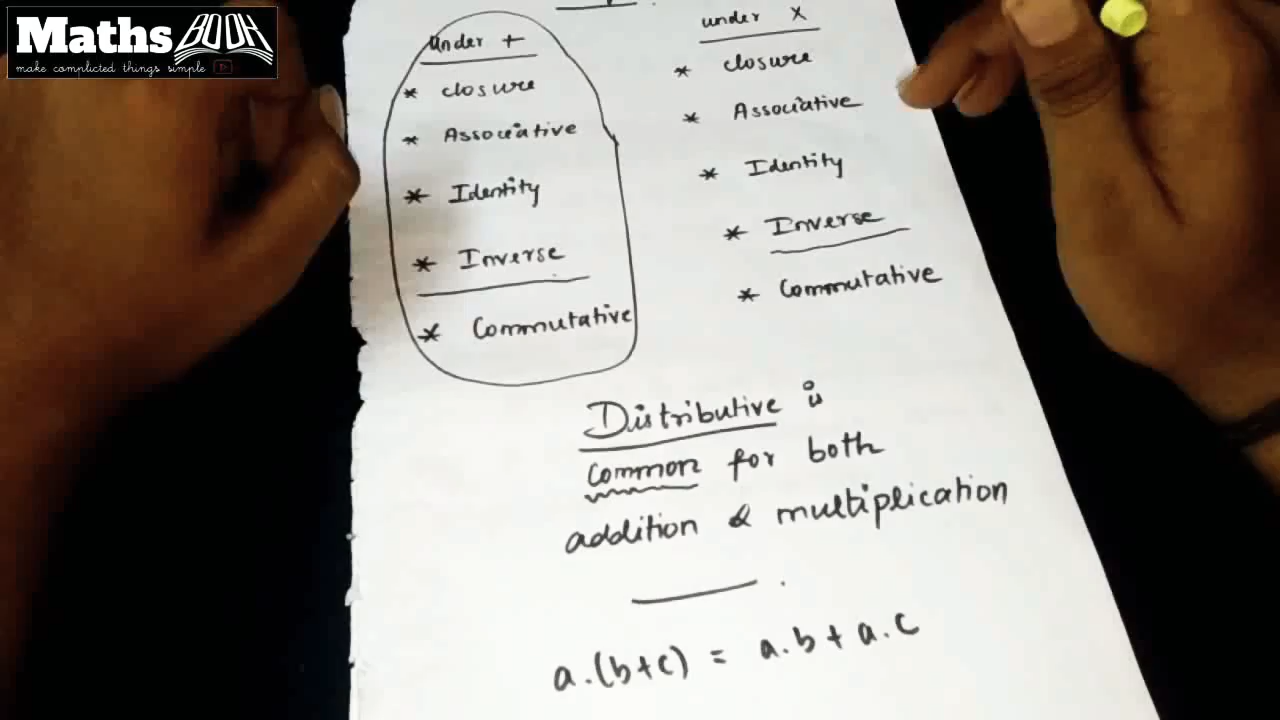 Maths BOOK
make complicted things simple
under +
* closure
* Associative
* Identity
* Inverse
* Commutative
under X
* closure
* Associative
* Identity
* Inverse
* Commutative
Distributive is
common for both
addition & multiplication
a.(b+c) = a.b + a.c